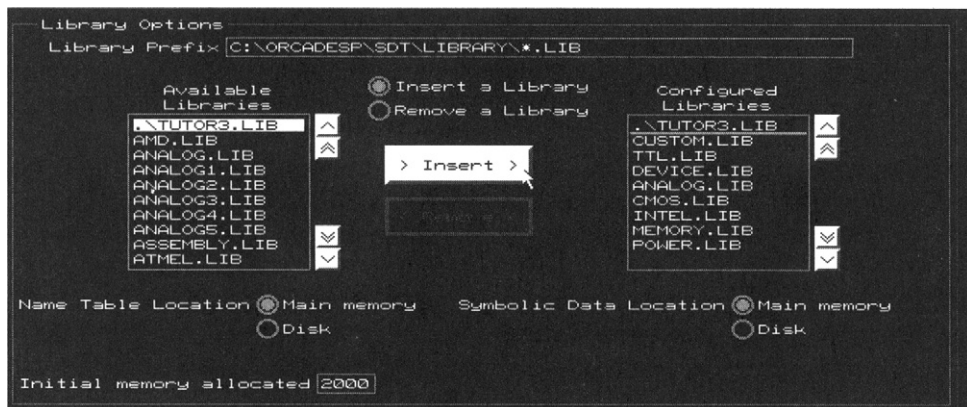 Library Options
Library Prefix C:\ORCADESP\SDT\LIBRARY\*.LIB
Available
Libraries
.\TUTOR3.LIB
AMD.LIB
ANALOG.LIB
ANALOG1.LIB
ANALOG2.LIB
ANALOG3.LIB
ANALOG4.LIB
ANALOG5.LIB
ASSEMBLY.LIB
ATMEL.LIB
Insert a Library
Remove a Library
> Insert >
< Remove <
Configured
Libraries
.\TUTOR3.LIB
CUSTOM.LIB
TTL.LIB
DEVICE.LIB
ANALOG.LIB
CMOS.LIB
INTEL.LIB
MEMORY.LIB
POWER.LIB
Name Table Location Main memory
Disk
Symbolic Data Location Main memory
Disk
Initial memory allocated 2000